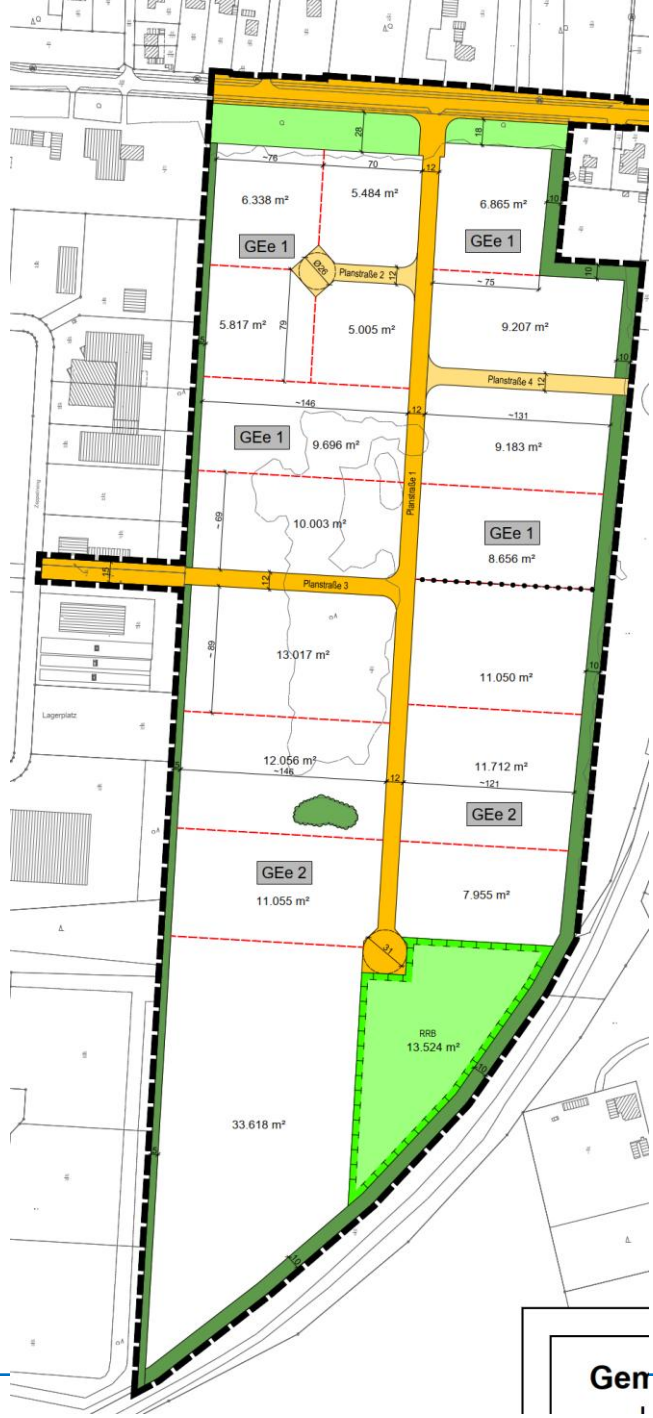 28
18
~76
70
12
6.338 m²
5.484 m²
6.865 m²
10
GEe 1
GEe 1
Ø26
Planstraße 2
12
10
~ 75
5.817 m²
79
5.005 m²
9.207 m²
5
10
Planstraße 4
12
~146
12
~131
GEe 1
9.696 m²
9.183 m²
Planstraße 1
~ 69
10.003 m²
GEe 1
8.656 m²
Zeppelinweg
15
12
Planstraße 3
~ 89
13.017 m²
11.050 m²
10
Lagerplatz
12.056 m²
11.712 m²
5
~146
12
~121
GEe 2
GEe 2
11.055 m²
7.955 m²
31
RRB
13.524 m²
10
33.618 m²
5
10
Gem